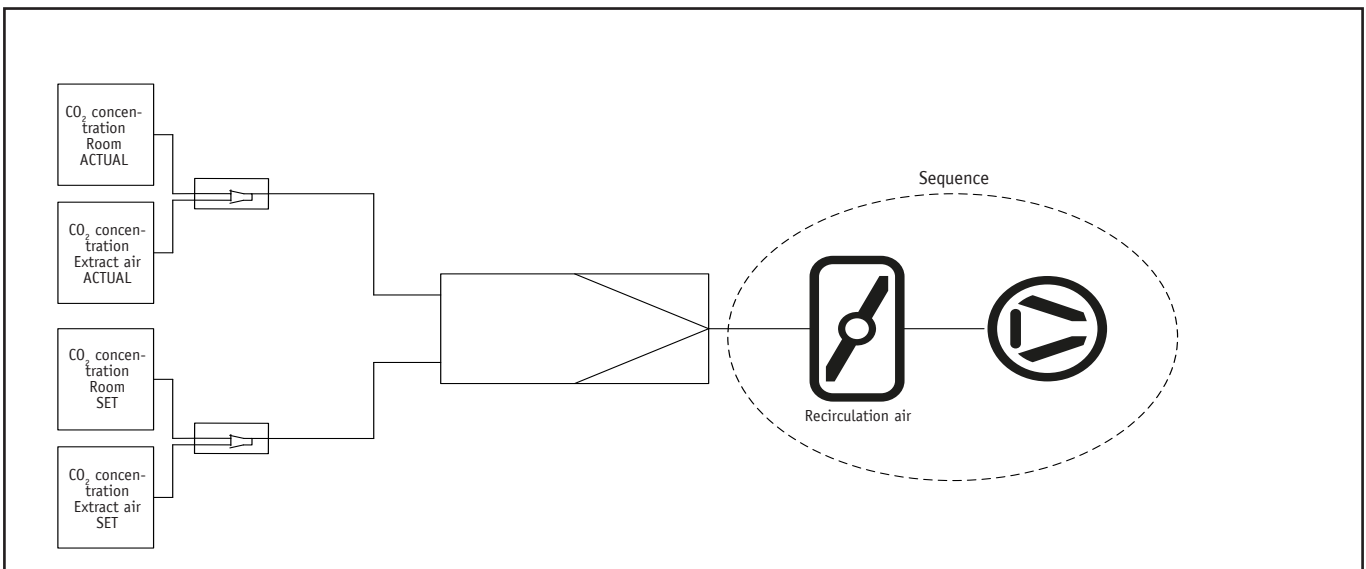 CO₂ concen-
tration
Room
ACTUAL
CO₂ concen-
tration
Extract air
ACTUAL
CO₂ concen-
tration
Room
SET
CO₂ concen-
tration
Extract air
SET
Sequence
Recirculation air